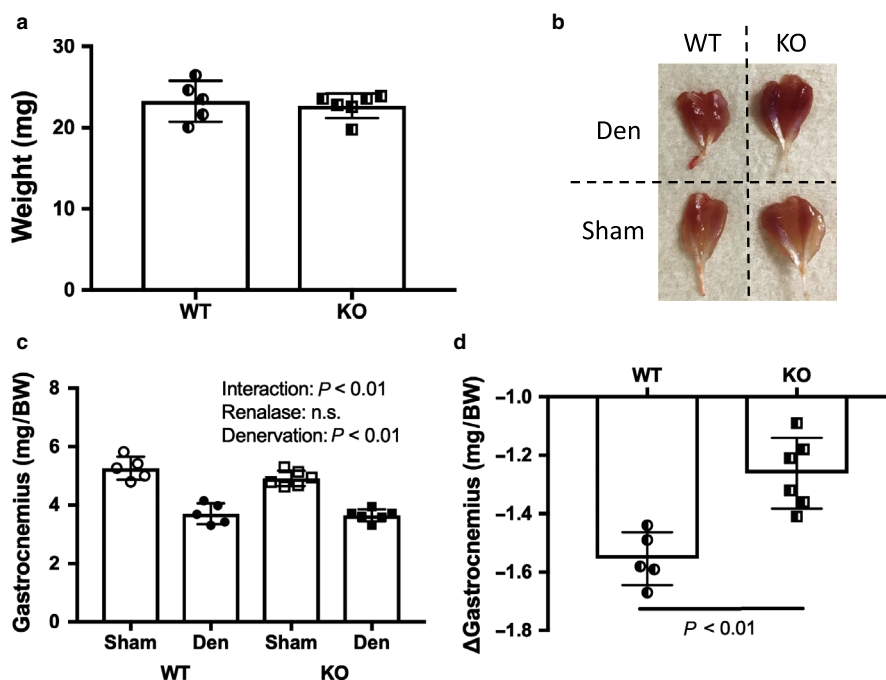 a
Weight (mg)
30
20
10
0
WT KO
b
WT KO
Den
Sham
c
Gastrocnemius (mg/BW)
8
6
4
2
0
Interaction: P < 0.01
Renalase: n.s.
Denervation: P < 0.01
Sham Den Sham Den
WT KO
d
ΔGastrocnemius (mg/BW)
WT KO
−1.0
−1.2
−1.4
−1.6
−1.8
P < 0.01